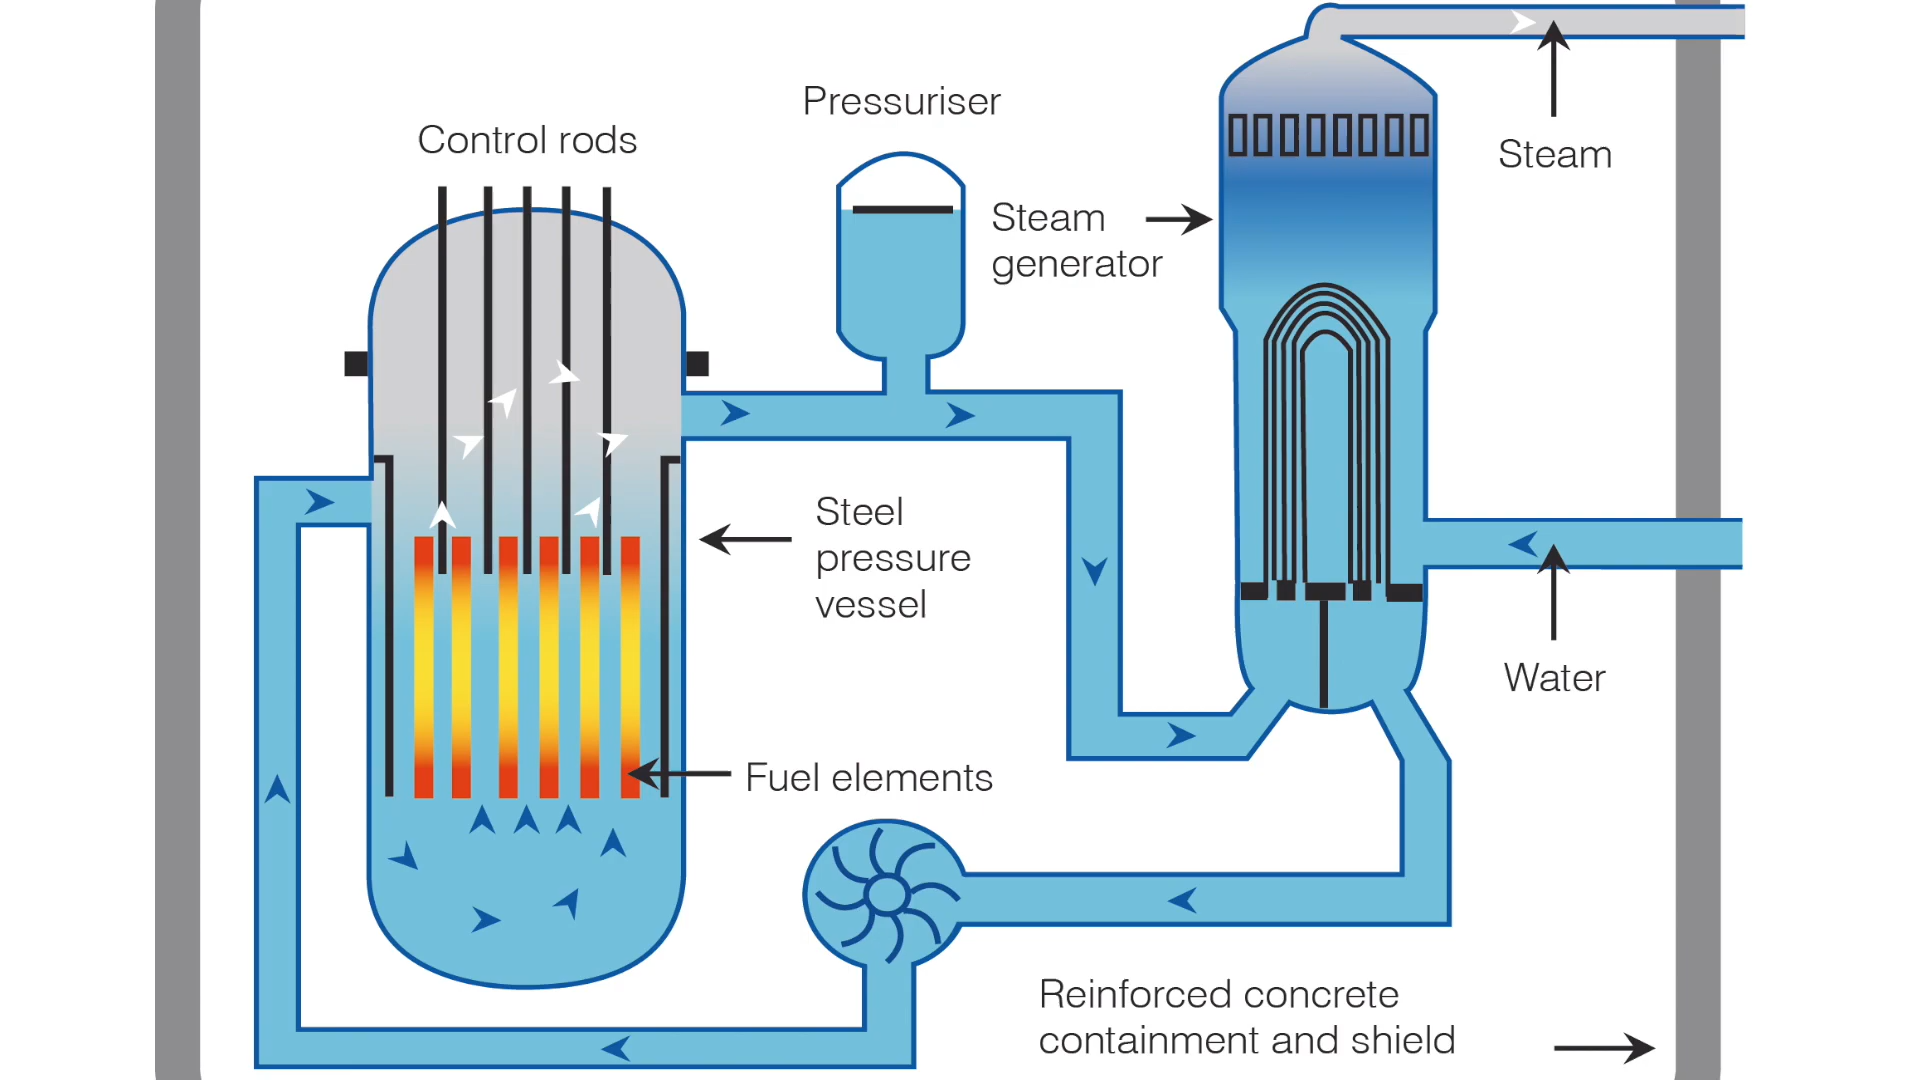 Pressuriser
Control rods
Steam
Steam
generator
Steel
pressure
vessel
Water
Fuel elements
Reinforced concrete
containment and shield